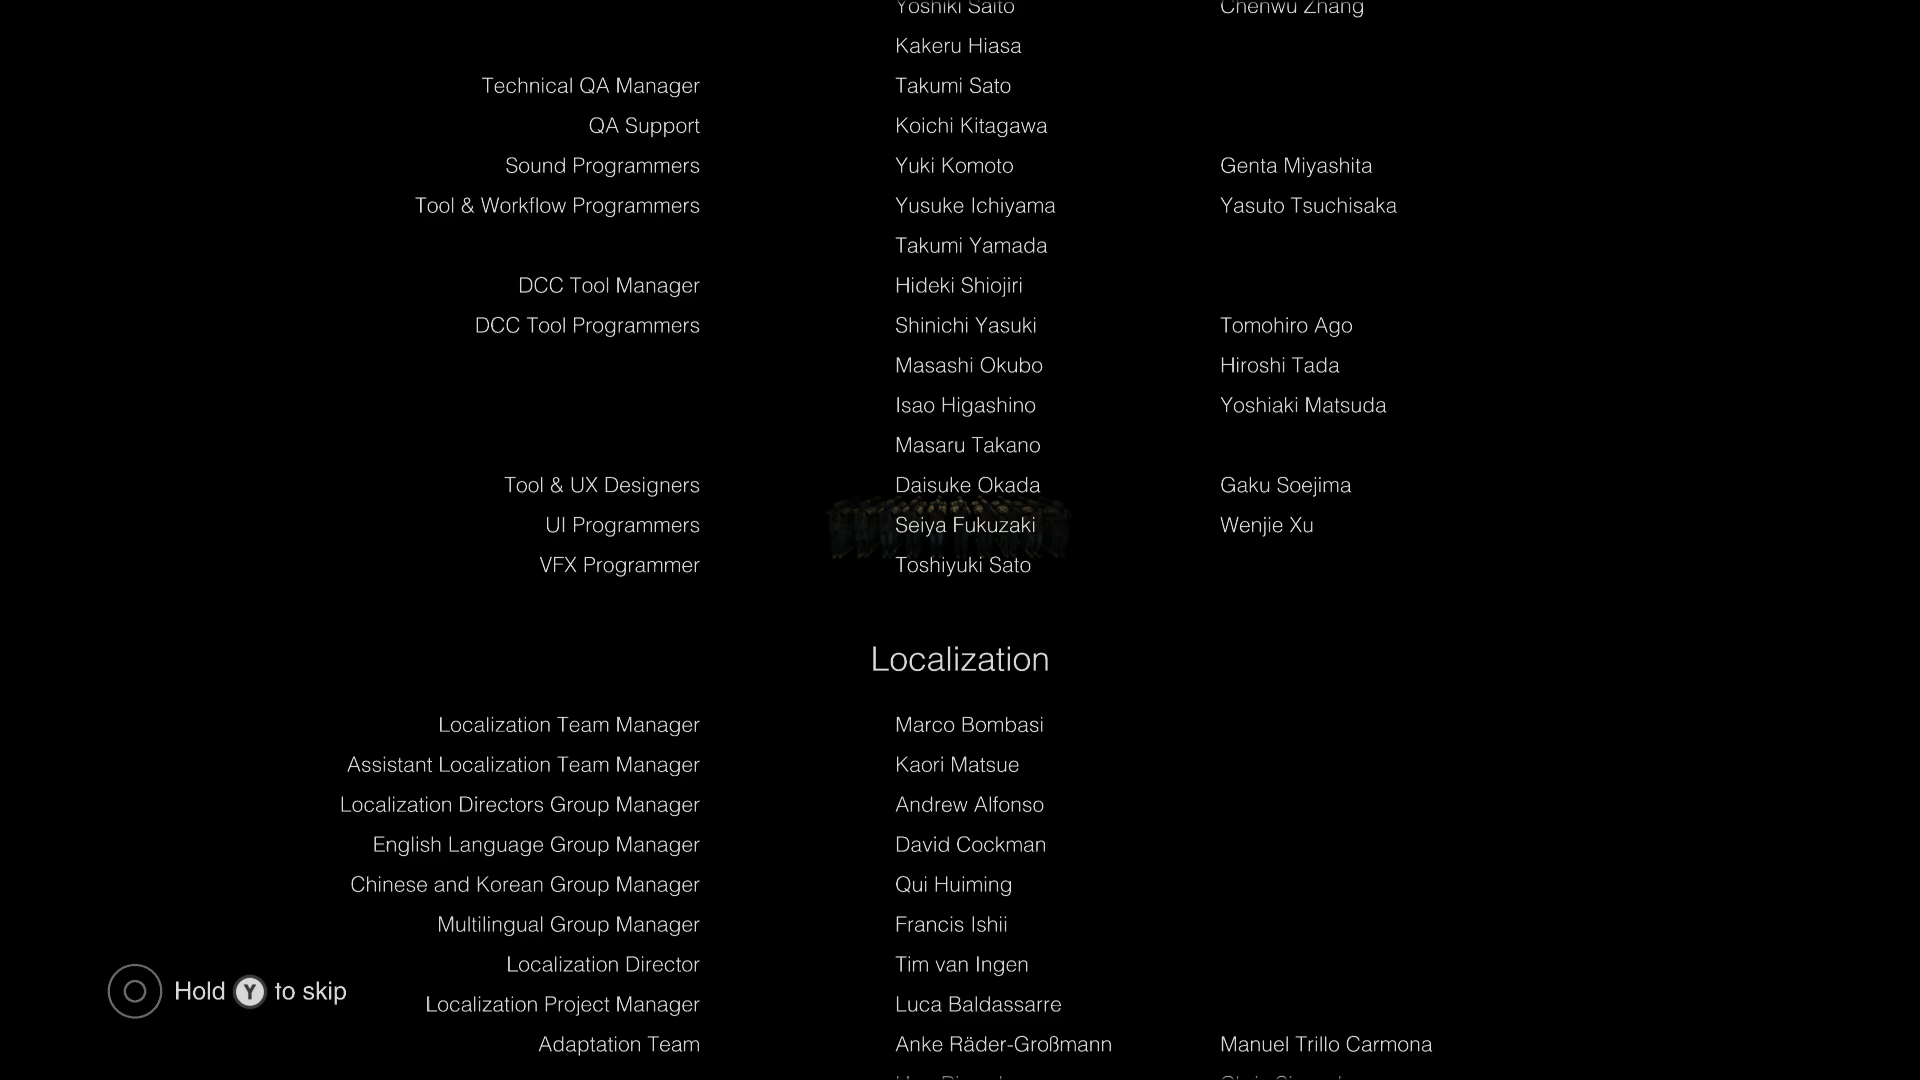 Yoshiki Saito Chenwu Zhang
Kakeru Hiasa
Technical QA Manager Takumi Sato
QA Support Koichi Kitagawa
Sound Programmers Yuki Komoto Genta Miyashita
Tool & Workflow Programmers Yusuke Ichiyama Yasuto Tsuchisaka
Takumi Yamada
DCC Tool Manager Hideki Shiojiri
DCC Tool Programmers Shinichi Yasuki Tomohiro Ago
Masashi Okubo Hiroshi Tada
Isao Higashino Yoshiaki Matsuda
Masaru Takano
Tool & UX Designers Daisuke Okada Gaku Soejima
UI Programmers Seiya Fukuzaki Wenjie Xu
VFX Programmer Toshiyuki Sato
Localization
Localization Team Manager Marco Bombasi
Assistant Localization Team Manager Kaori Matsue
Localization Directors Group Manager Andrew Alfonso
English Language Group Manager David Cockman
Chinese and Korean Group Manager Qui Huiming
Multilingual Group Manager Francis Ishii
Localization Director Tim van Ingen
Hold Y to skip
Localization Project Manager Luca Baldassarre
Adaptation Team Anke Räder-Großmann Manuel Trillo Carmona